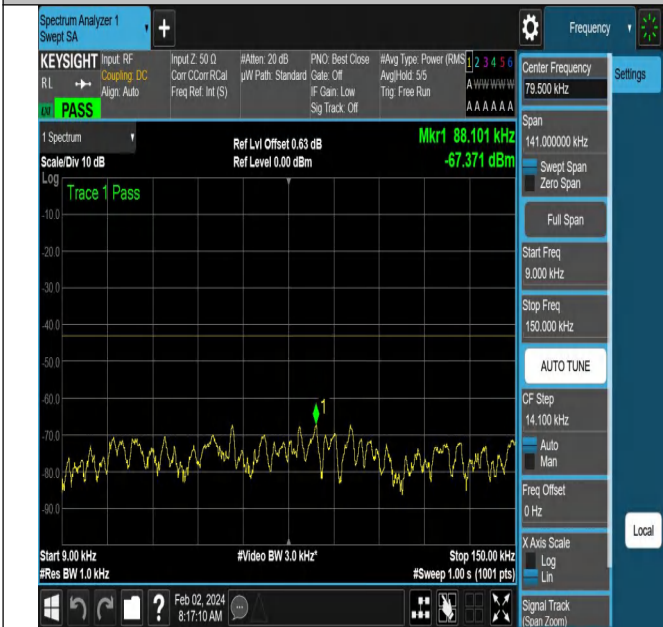 Spectrum Analyzer 1
Swept SA
+
Frequency
KEYSIGHT
RL
PASS
Input: RF
Coupling: DC
Align: Auto
Input Z: 50 Ω
Corr CCorr RCal
Freq Ref: Int (S)
#Atten: 20 dB
µW Path: Standard
PNO: Best Close
Gate: Off
IF Gain: Low
Sig Track: Off
#Avg Type: Power (RMS
Avg|Hold: 5/5
Trig: Free Run
1 2 3 4 5 6
A W W W W W
A A A A A A
1 Spectrum
Scale/Div 10 dB
Log
Ref Lvl Offset 0.63 dB
Ref Level 0.00 dBm
Mkr1 88.101 kHz
-67.371 dBm
Trace 1 Pass
-10.0
-20.0
-30.0
-40.0
-50.0
-60.0
-70.0
-80.0
-90.0
1
Start 9.00 kHz
#Res BW 1.0 kHz
#Video BW 3.0 kHz*
Stop 150.00 kHz
#Sweep 1.00 s (1001 pts)
Center Frequency
79.500 kHz
Span
141.000000 kHz
Swept Span
Zero Span
Full Span
Start Freq
9.000 kHz
Stop Freq
150.000 kHz
AUTO TUNE
CF Step
14.100 kHz
Auto
Man
Freq Offset
0 Hz
X Axis Scale
Log
Lin
Signal Track
(Span Zoom)
Settings
Local
?
Feb 02, 2024
8:17:10 AM